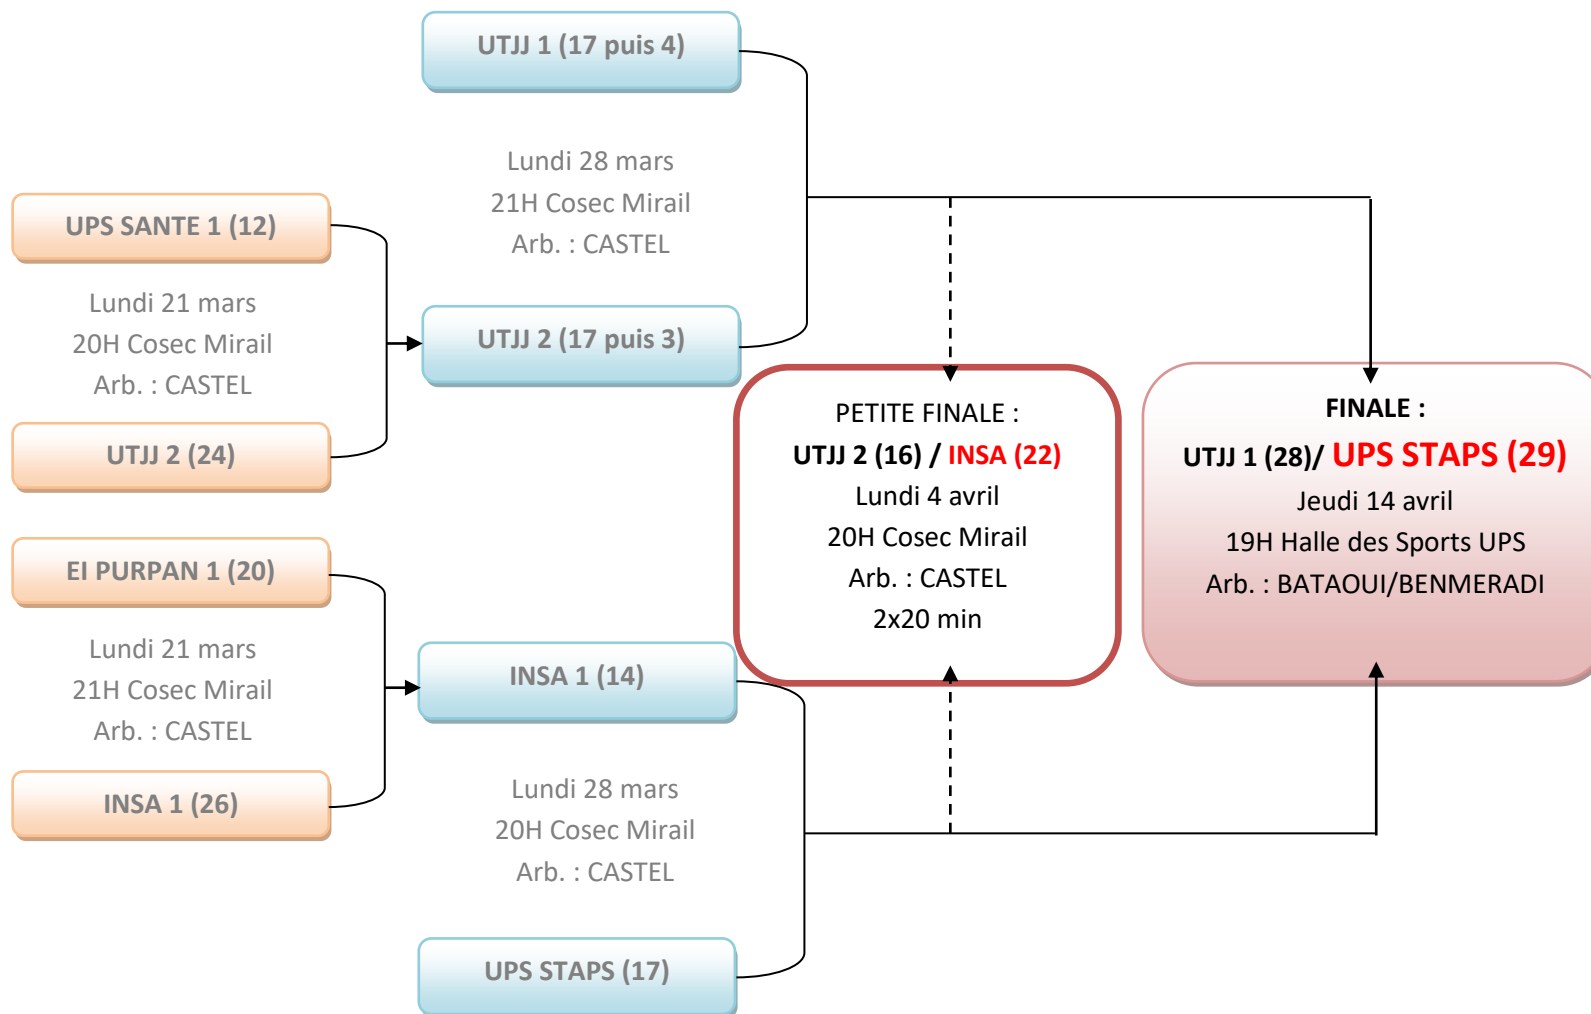 UTJJ 1 (17 puis 4)
Lundi 28 mars
21H Cosec Mirail
Arb. : CASTEL
UTJJ 2 (17 puis 3)
UPS SANTE 1 (12)
Lundi 21 mars
20H Cosec Mirail
Arb. : CASTEL
UTJJ 2 (24)
EI PURPAN 1 (20)
Lundi 21 mars
21H Cosec Mirail
Arb. : CASTEL
INSA 1 (26)
INSA 1 (14)
Lundi 28 mars
20H Cosec Mirail
Arb. : CASTEL
UPS STAPS (17)
PETITE FINALE :
UTJJ 2 (16) / INSA (22)
Lundi 4 avril
20H Cosec Mirail
Arb. : CASTEL
2x20 min
FINALE :
UTJJ 1 (28)/ UPS STAPS (29)
Jeudi 14 avril
19H Halle des Sports UPS
Arb. : BATAOUI/BENMERADI